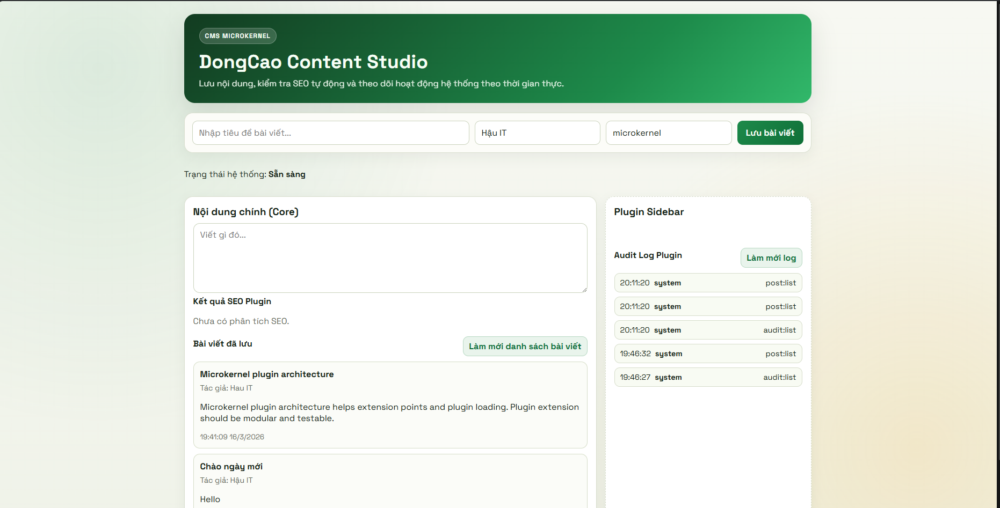 CMS MICROKERNEL
DongCao Content Studio
Lưu nội dung, kiểm tra SEO tự động và theo dõi hoạt động hệ thống theo thời gian thực.
Nhập tiêu đề bài viết...
Hậu IT
microkernel
Lưu bài viết
Trạng thái hệ thống: Sẵn sàng
Nội dung chính (Core)
Viết gì đó...
Kết quả SEO Plugin
Chưa có phân tích SEO.
Bài viết đã lưu
Làm mới danh sách bài viết
Microkernel plugin architecture
Tác giả: Hau IT
Microkernel plugin architecture helps extension points and plugin loading. Plugin extension
should be modular and testable.
19:41:09 16/3/2026
Chào ngày mới
Tác giả: Hậu IT
Hello
Plugin Sidebar
Audit Log Plugin
Làm mới log
20:11:20 system post:list
20:11:20 system post:list
20:11:20 system audit:list
19:46:32 system post:list
19:46:27 system audit:list